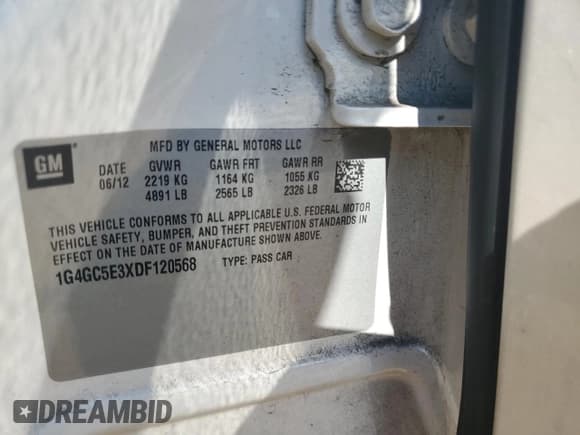 GM
MFD BY GENERAL MOTORS LLC
DATE GVWR GAWR FRT GAWR RR
06/12 2219 KG 1164 KG 1055 KG
4891 LB 2565 LB 2326 LB
THIS VEHICLE CONFORMS TO ALL APPLICABLE U.S. FEDERAL MOTOR
VEHICLE SAFETY, BUMPER, AND THEFT PREVENTION STANDARDS IN
EFFECT ON THE DATE OF MANUFACTURE SHOWN ABOVE.
1G4GC5E3XDF120568 TYPE: PASS CAR
DREAMBID